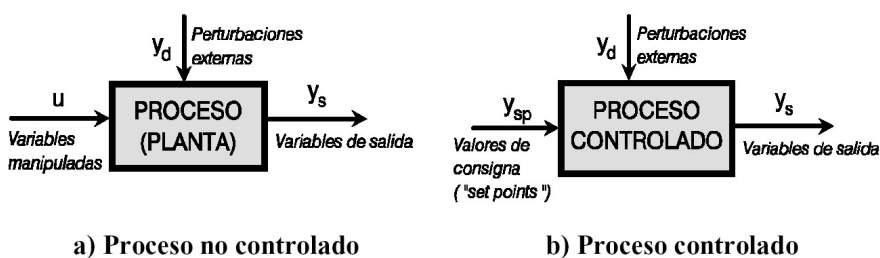 y_d
Perturbaciones
externas
u
Variables
manipuladas
PROCESO
(PLANTA)
y_s
Variables de salida
a) Proceso no controlado
y_d
Perturbaciones
externas
y_sp
Valores de
consigna
("set points")
PROCESO
CONTROLADO
y_s
Variables de salida
b) Proceso controlado